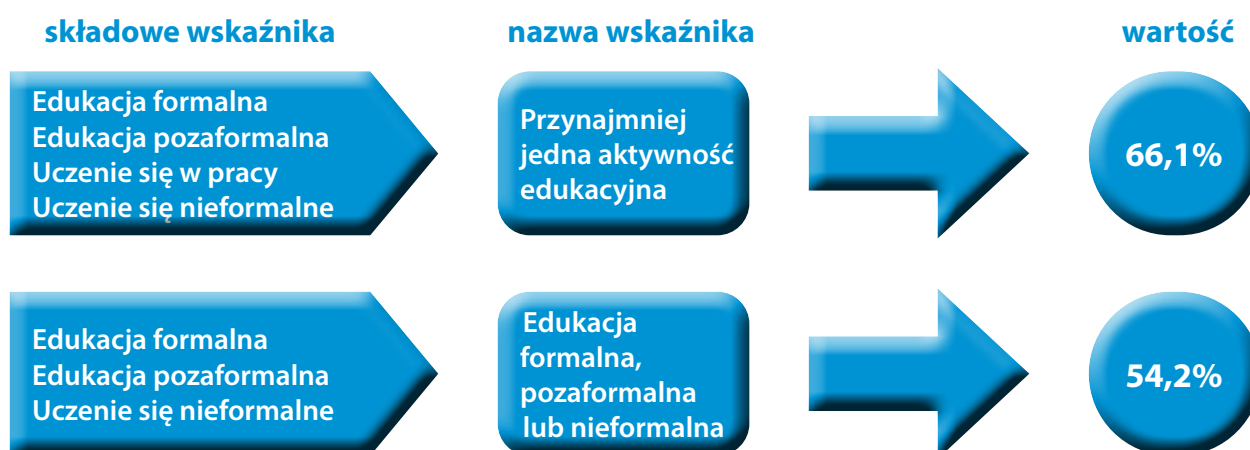 składowe wskaźnika
nazwa wskaźnika
wartość
Edukacja formalna
Edukacja pozaformalna
Uczenie się w pracy
Uczenie się nieformalne
Przynajmniej
jedna aktywność
edukacyjna
66,1%
Edukacja formalna
Edukacja pozaformalna
Uczenie się nieformalne
Edukacja
formalna,
pozaformalna
lub nieformalna
54,2%